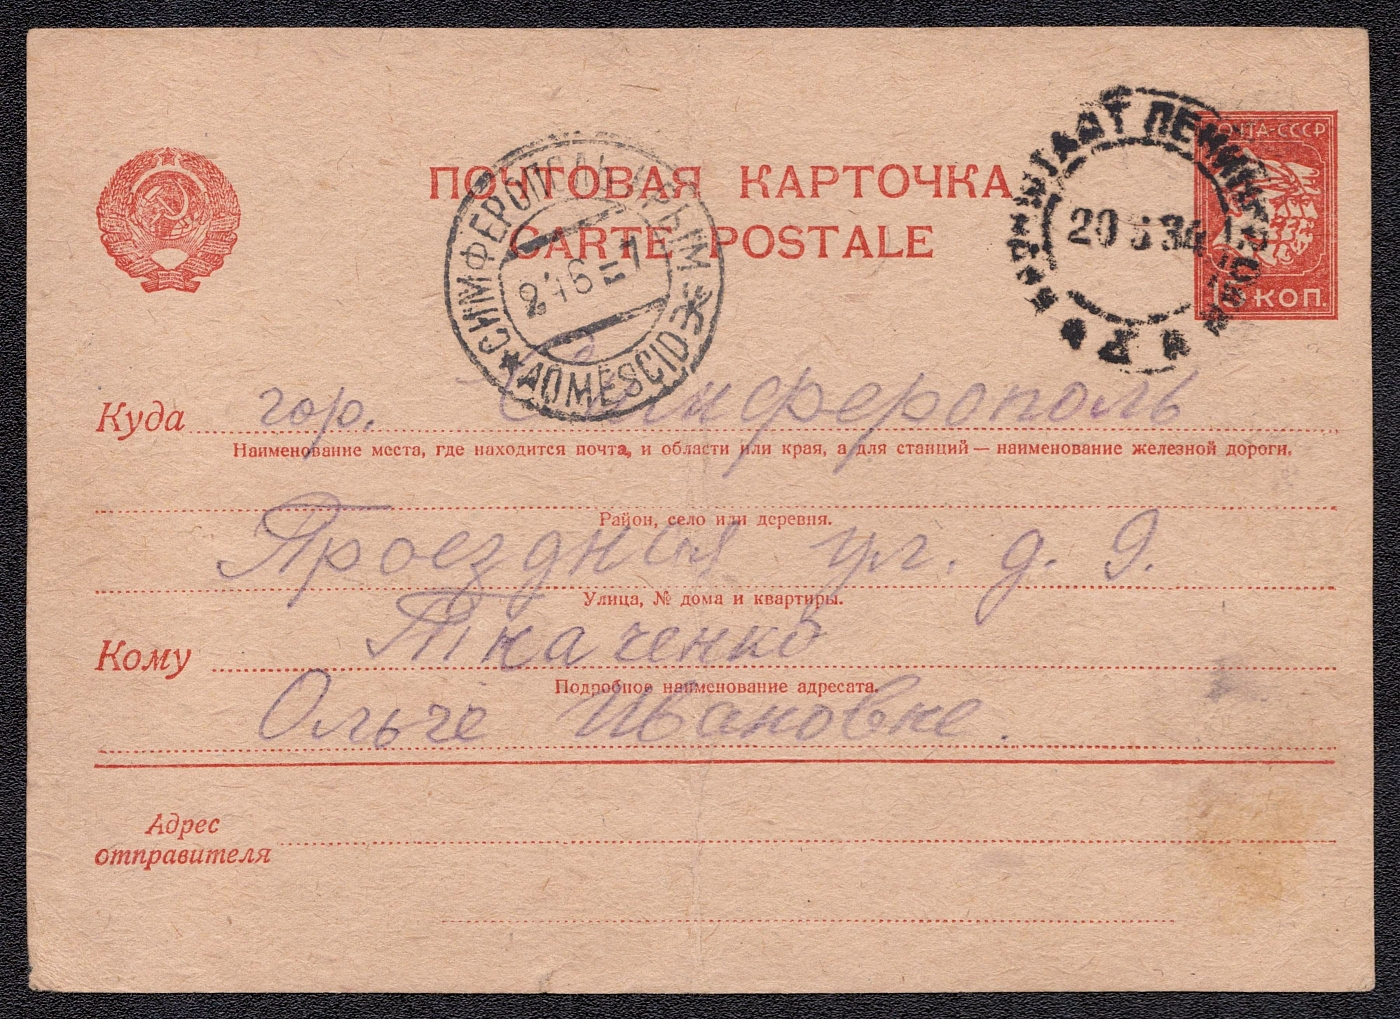 ПОЧТОВАЯ КАРТОЧКА
CARTE POSTALE
ПОЧТА-СССР
КОП.
СИМФЕРОПОЛЬ КРЫМ
AQMESCID
20 34
Куда гор. Симферополь
Наименование места, где находится почта, и области или края, а для станций — наименование железной дороги.
Район, село или деревня.
Проездная ул. д. 9.
Улица, № дома и квартиры.
Кому Ткаченко
Подробное наименование адресата.
Ольге Ивановне.
Адрес
отправителя